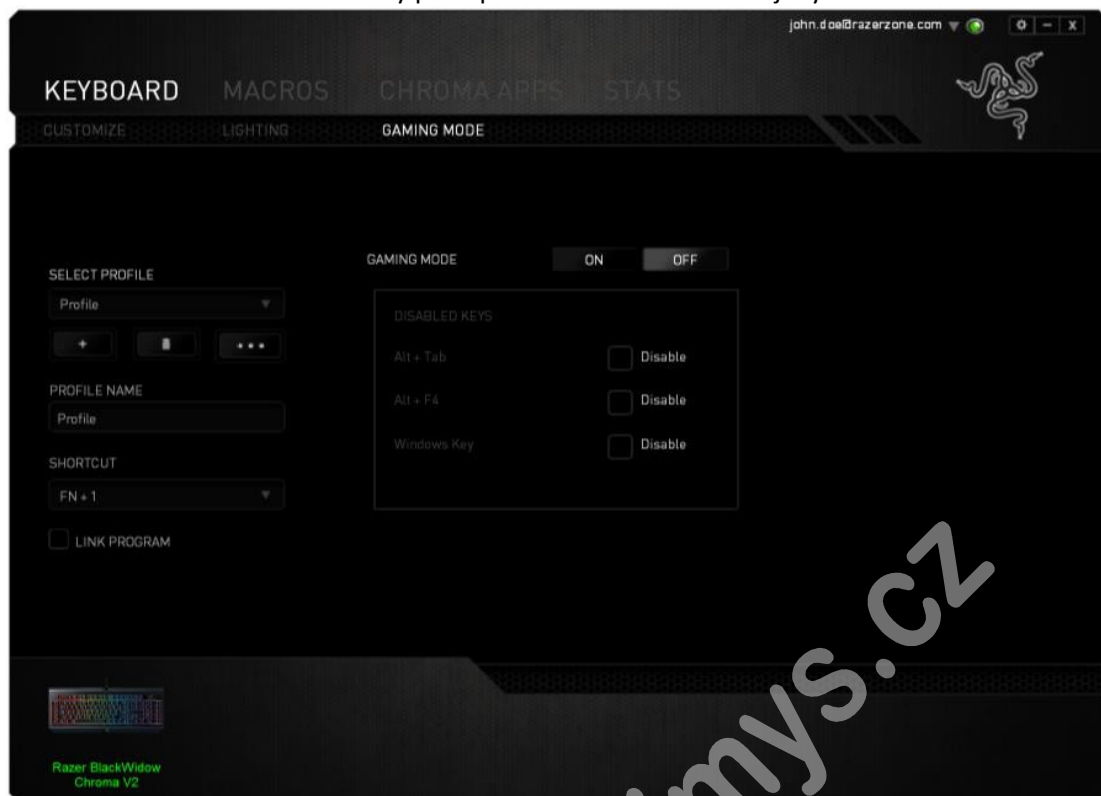 john.doe@razerzone.com
KEYBOARD MACROS CHROMA APPS STATS
CUSTOMIZE LIGHTING GAMING MODE
GAMING MODE ON OFF
SELECT PROFILE
Profile
DISABLED KEYS
Alt + Tab Disable
PROFILE NAME
Alt + F4 Disable
Profile
Windows Key Disable
SHORTCUT
FN + 1
LINK PROGRAM
Razer BlackWidow
Chroma V2
mys.cz